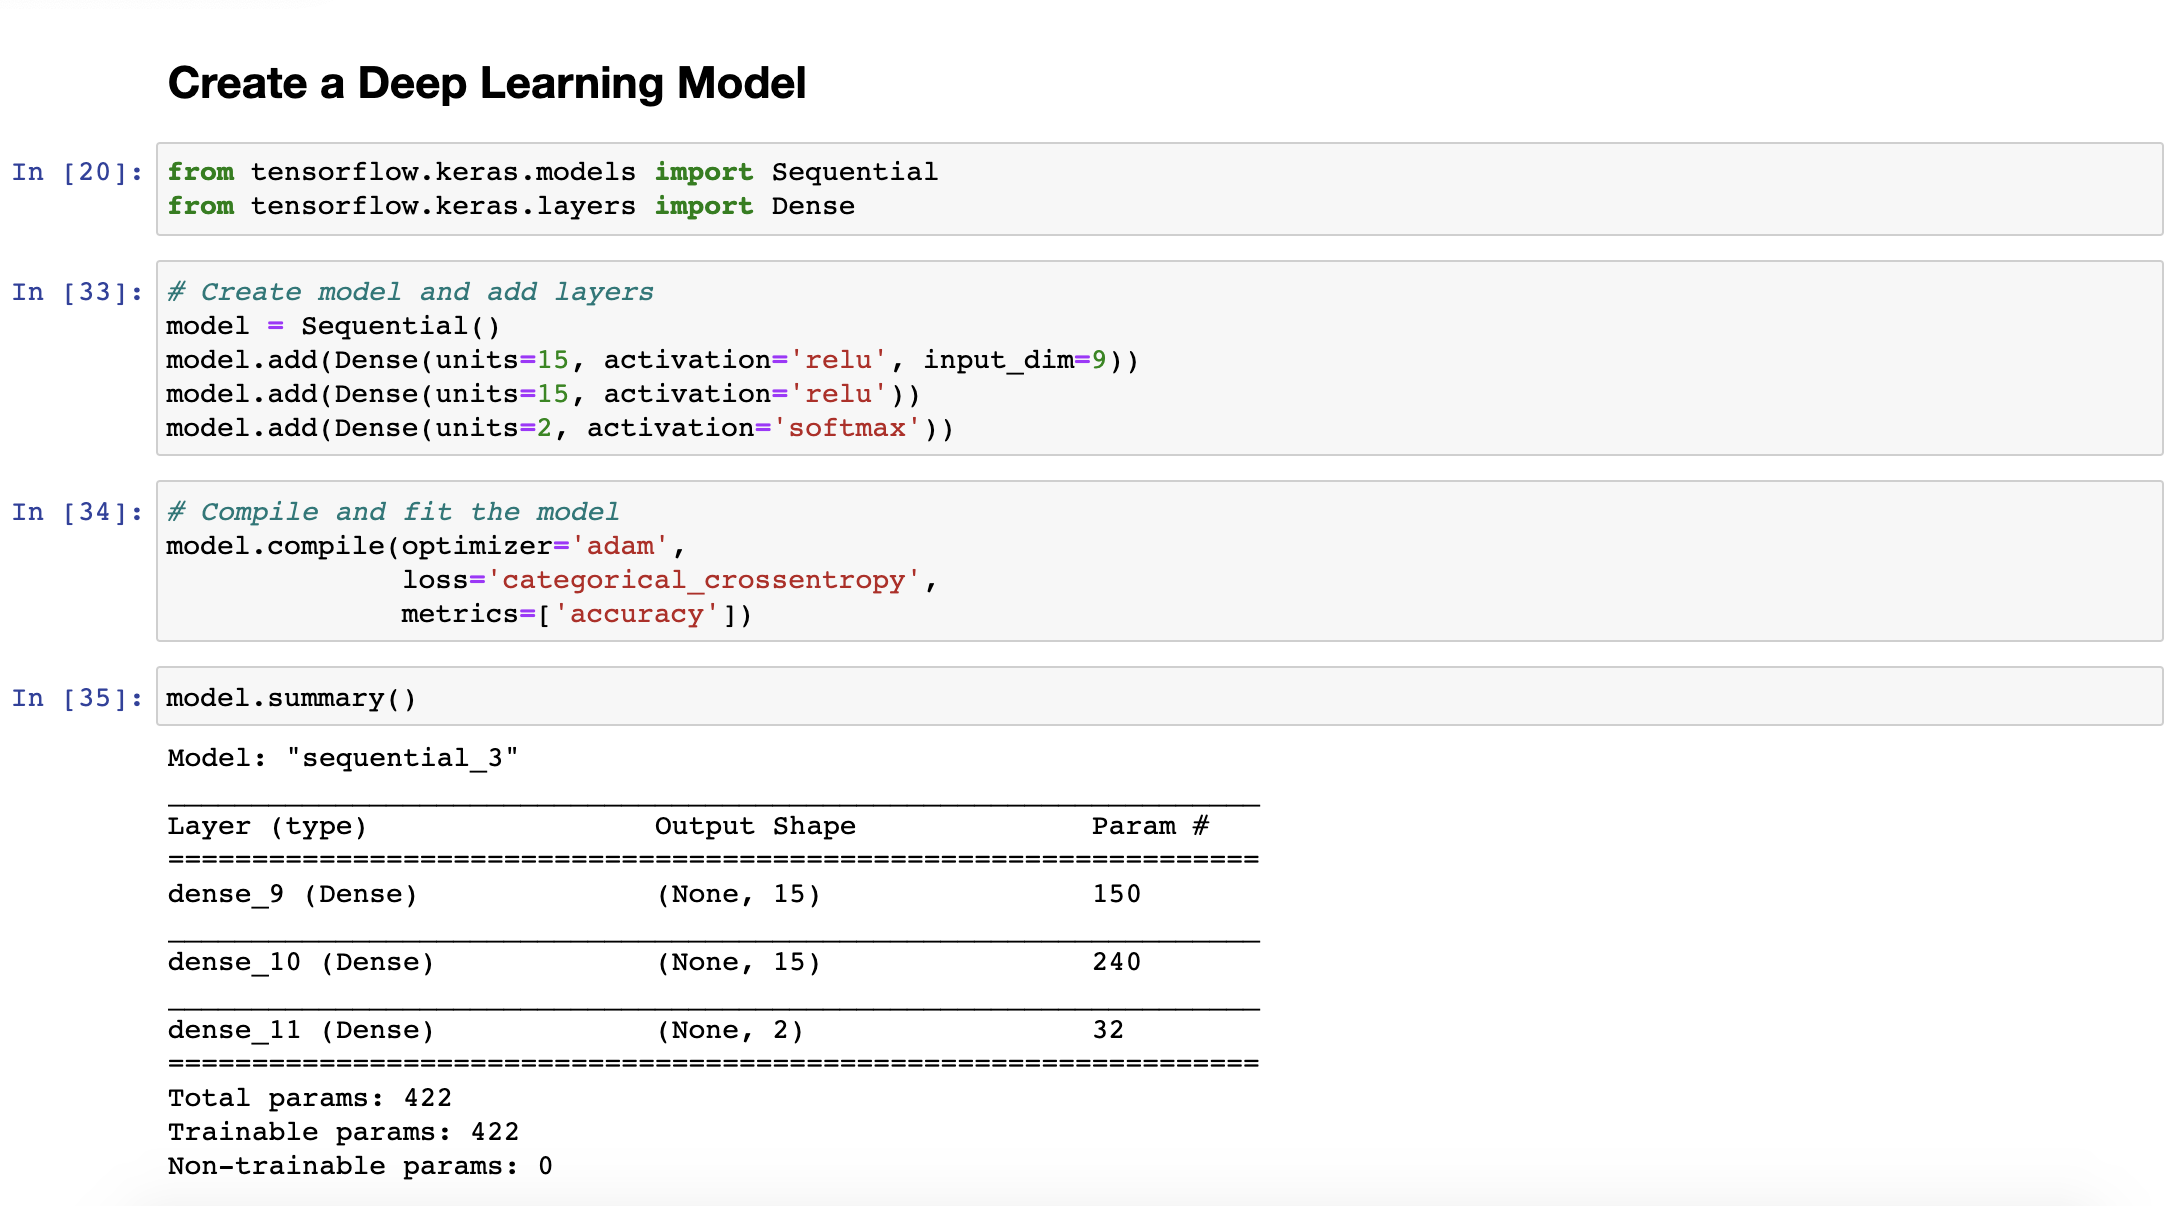 Create a Deep Learning Model
In [20]: from tensorflow.keras.models import Sequential
from tensorflow.keras.layers import Dense
In [33]: # Create model and add layers
model = Sequential()
model.add(Dense(units=15, activation='relu', input_dim=9))
model.add(Dense(units=15, activation='relu'))
model.add(Dense(units=2, activation='softmax'))
In [34]: # Compile and fit the model
model.compile(optimizer='adam',
loss='categorical_crossentropy',
metrics=['accuracy'])
In [35]: model.summary()
Model: "sequential_3"
_________________________________________________________________
Layer (type)                 Output Shape              Param #
=================================================================
dense_9 (Dense)              (None, 15)                150
_________________________________________________________________
dense_10 (Dense)             (None, 15)                240
_________________________________________________________________
dense_11 (Dense)             (None, 2)                 32
=================================================================
Total params: 422
Trainable params: 422
Non-trainable params: 0